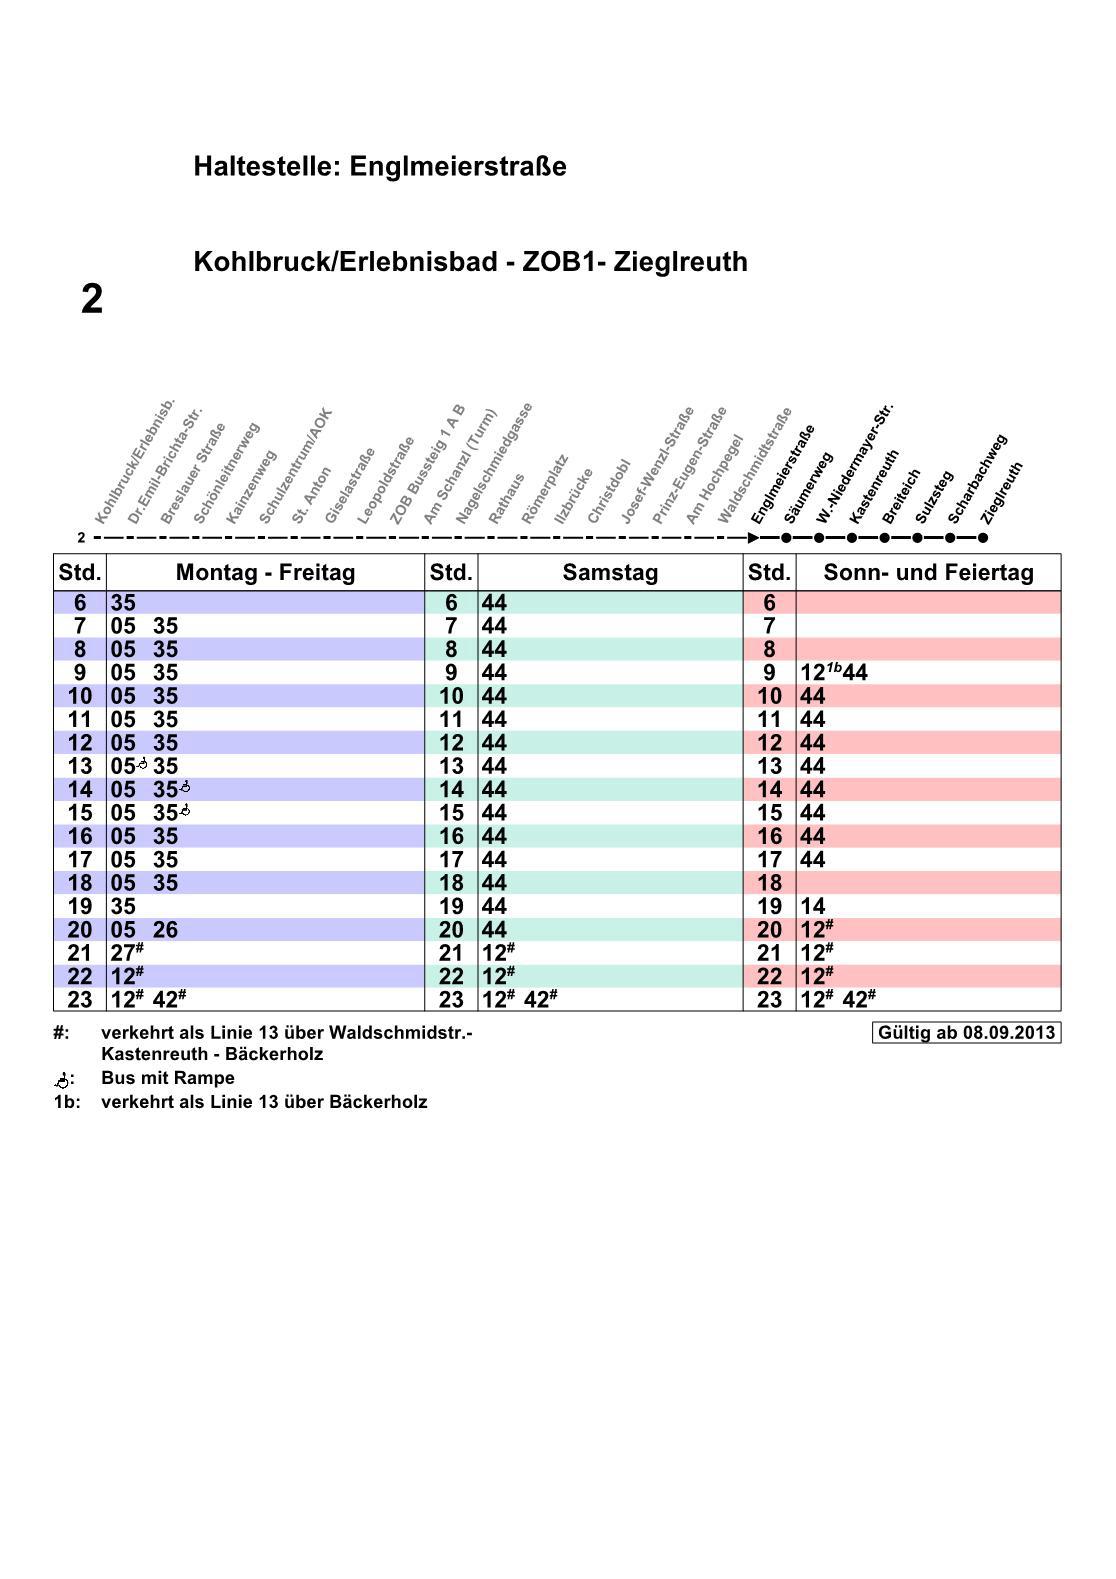 Haltestelle: Englmeierstraße
Kohlbruck/Erlebnisbad - ZOB1- Zieglreuth
2
Kohlbruck/Erlebnisb.
Dr.Emil-Brichta-Str.
Breslauer Straße
Schönleitnerweg
Kainzenweg
Schulzentrum/AOK
St. Anton
Giselastraße
Leopoldstraße
ZOB Bussteig 1 A B
Am Schanzl (Turm)
Nagelschmiedgasse
Rathaus
Römerplatz
Ilzbrücke
Christdobl
Josef-Wenzl-Straße
Prinz-Eugen-Straße
Am Hochpegel
Waldschmidtstraße
Englmeierstraße
Säumerweg
W.-Niedermayer-Str.
Kastenreuth
Breiteich
Sulzsteg
Scharbachweg
Zieglreuth
2
Std. Montag - Freitag Std. Samstag Std. Sonn- und Feiertag
6 35 6 44 6
7 05 35 7 44 7
8 05 35 8 44 8
9 05 35 9 44 9 12 1b 44
10 05 35 10 44 10 44
11 05 35 11 44 11 44
12 05 35 12 44 12 44
13 05 35 13 44 13 44
14 05 35 14 44 14 44
15 05 35 15 44 15 44
16 05 35 16 44 16 44
17 05 35 17 44 17 44
18 05 35 18 44 18
19 35 19 44 19 14
20 05 26 20 44 20 12#
21 27# 21 12# 21 12#
22 12# 22 12# 22 12#
23 12# 42# 23 12# 42# 23 12# 42#
#: verkehrt als Linie 13 über Waldschmidstr.-
Kastenreuth - Bäckerholz
Gültig ab 08.09.2013
: Bus mit Rampe
1b: verkehrt als Linie 13 über Bäckerholz